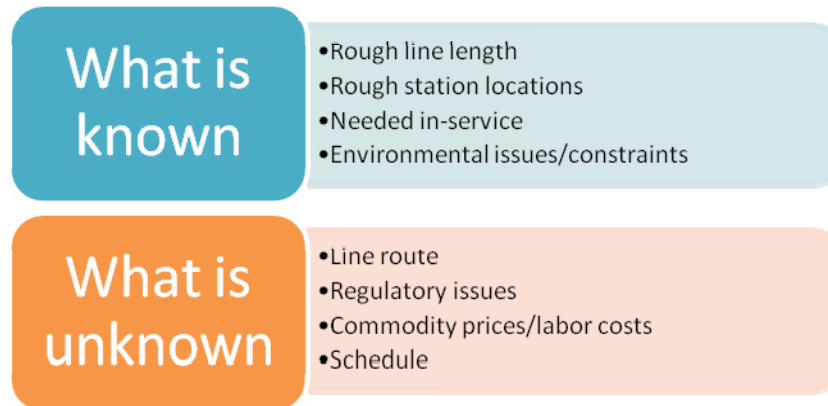 What is
known
•Rough line length
•Rough station locations
•Needed in-service
•Environmental issues/constraints
What is
unknown
•Line route
•Regulatory issues
•Commodity prices/labor costs
•Schedule